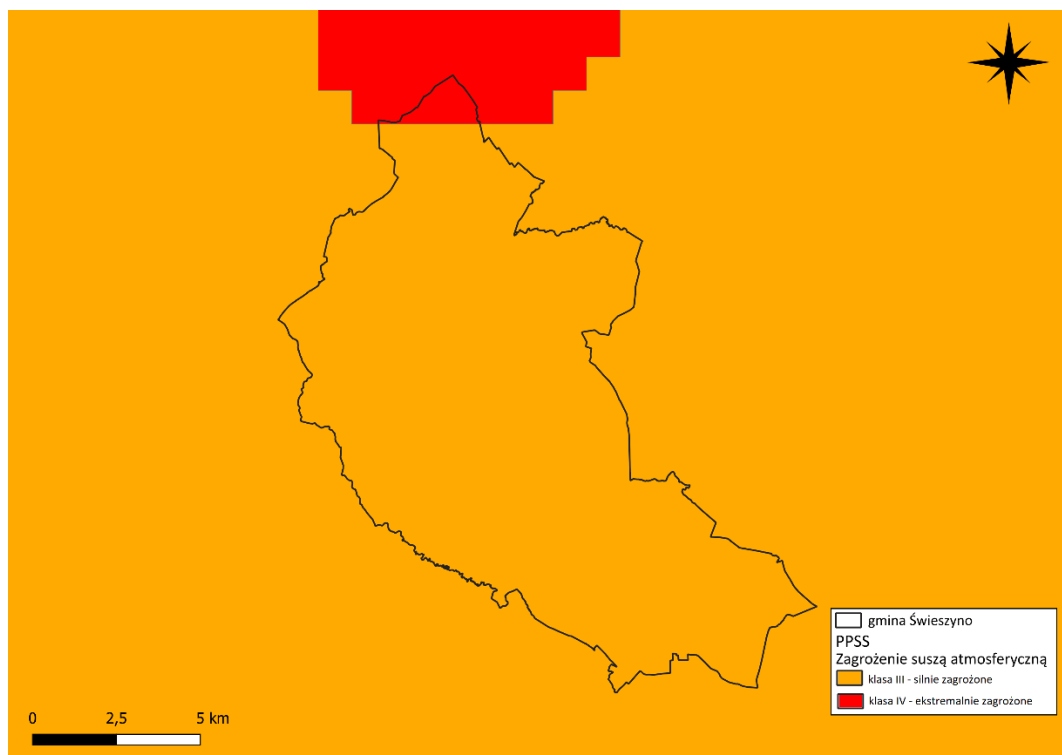 gmina Świeszyno
PPSS
Zagrożenie suszą atmosferyczną
klasa III - silnie zagrożone
klasa IV - ekstremalnie zagrożone
0 2,5 5 km